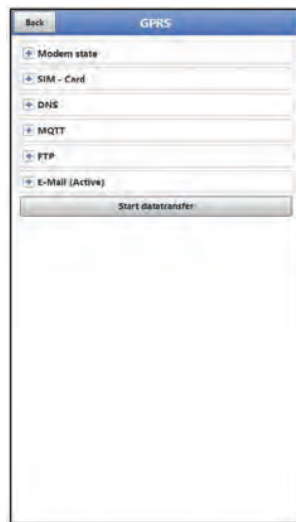 Back
GPRS
Modem state
SIM - Card
DNS
MQTT
FTP
E-Mail (Active)
Start datatransfer